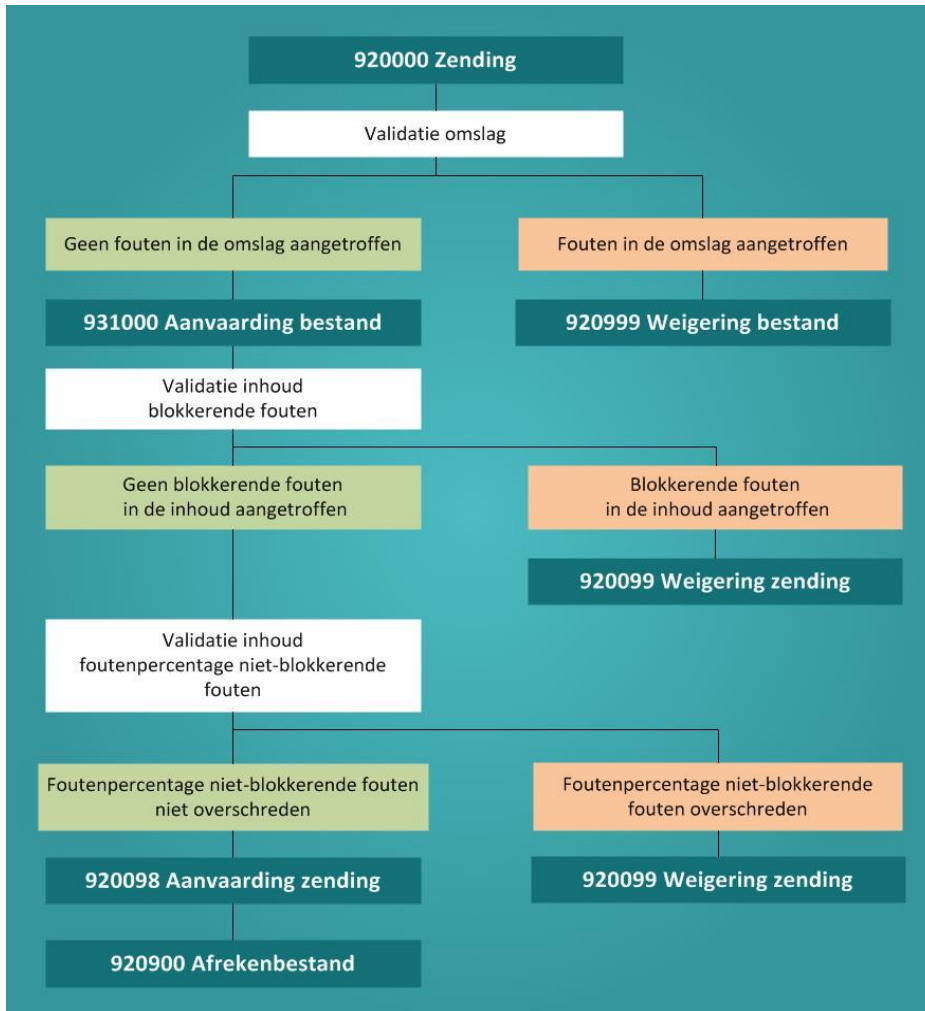 920000 Zending
Validatie omslag
Geen fouten in de omslag aangetroffen
Fouten in de omslag aangetroffen
931000 Aanvaarding bestand
920999 Weigering bestand
Validatie inhoud
blokkerende fouten
Geen blokkerende fouten
in de inhoud aangetroffen
Blokkerende fouten
in de inhoud aangetroffen
920099 Weigering zending
Validatie inhoud
foutenpercentage niet-blokkerende
fouten
Foutenpercentage niet-blokkerende fouten
niet overschreden
Foutenpercentage niet-blokkerende
fouten overschreden
920098 Aanvaarding zending
920099 Weigering zending
920900 Afrekenbestand